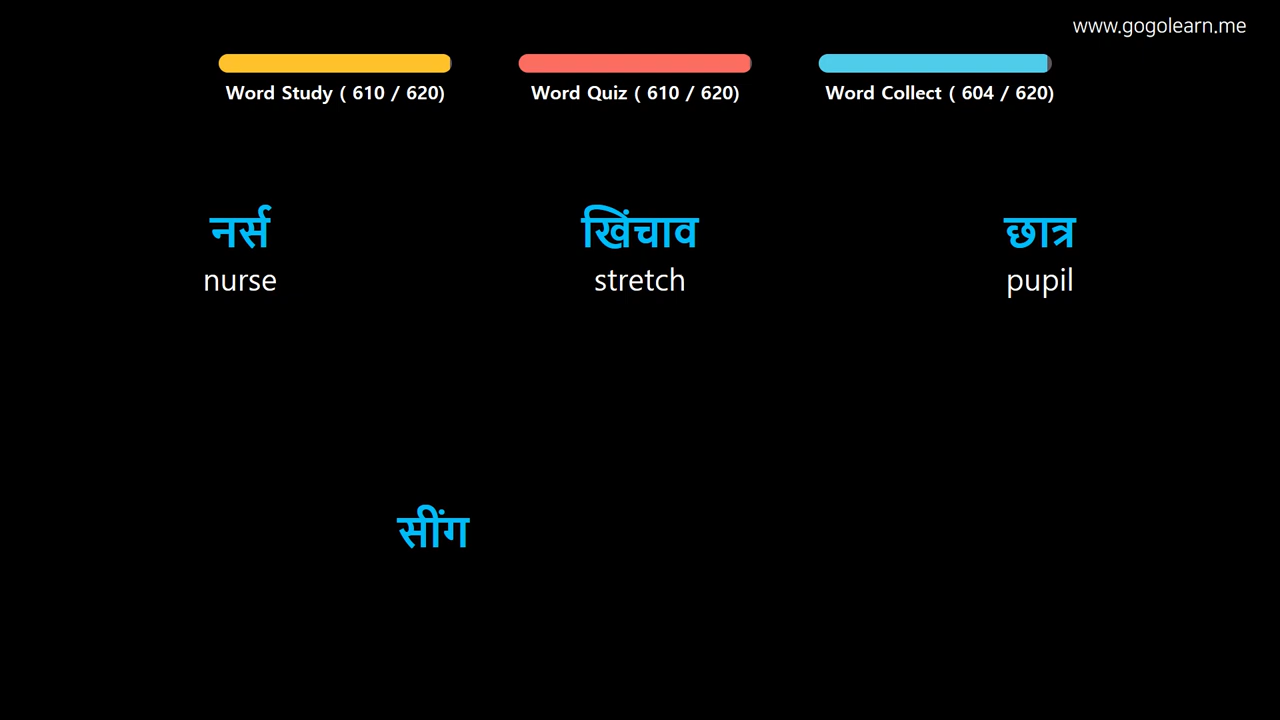 www.gogolearn.me
Word Study ( 610 / 620)
Word Quiz ( 610 / 620)
Word Collect ( 604 / 620)
नर्स
nurse
खिंचाव
stretch
छात्र
pupil
सींग